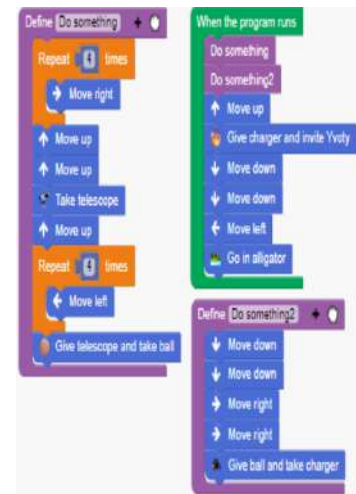 Define Do something
Repeat 4 times
Move right
Move up
Move up
Take telescope
Move up
Repeat 4 times
Move left
Give telescope and take ball
When the program runs
Do something
Do something2
Move up
Give charger and invite Yvoty
Move down
Move down
Move left
Go in alligator
Define Do something2
Move down
Move down
Move right
Move right
Give ball and take charger